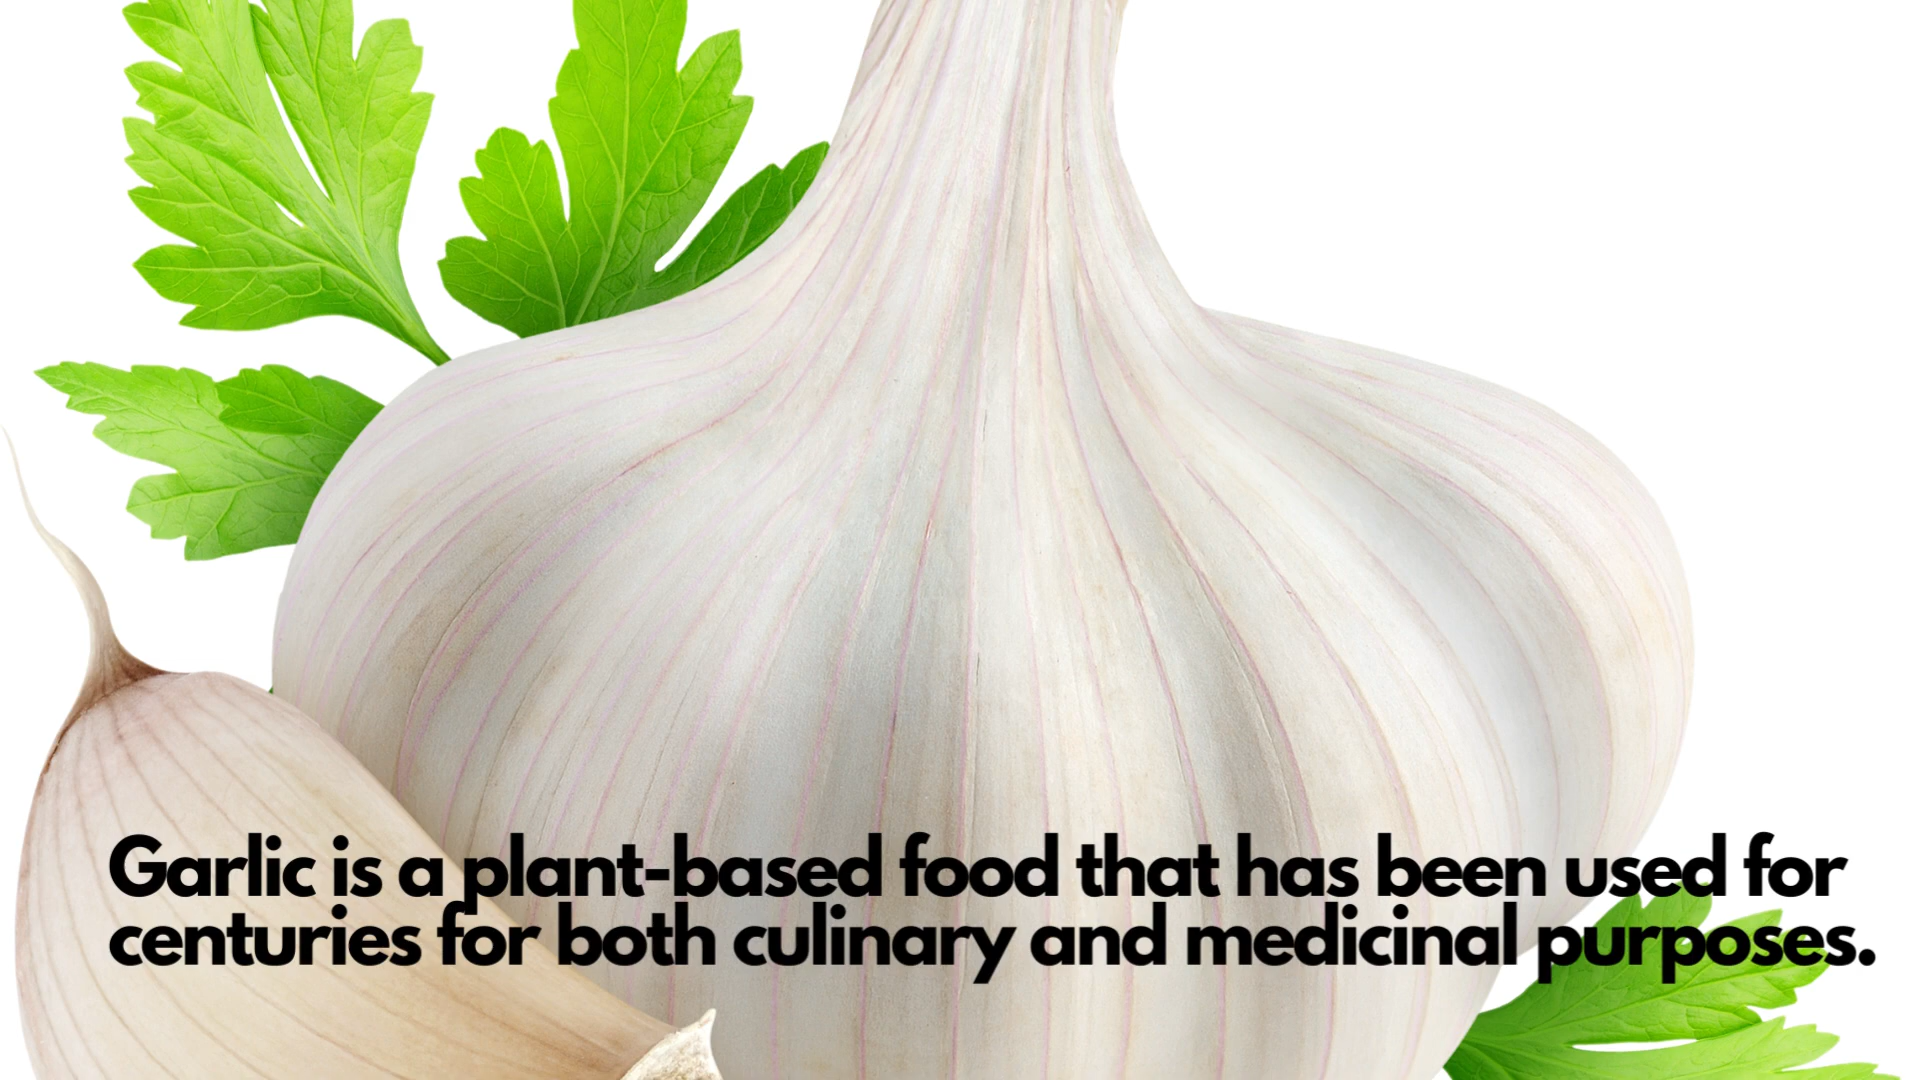 Garlic is a plant-based food that has been used for
centuries for both culinary and medicinal purposes.